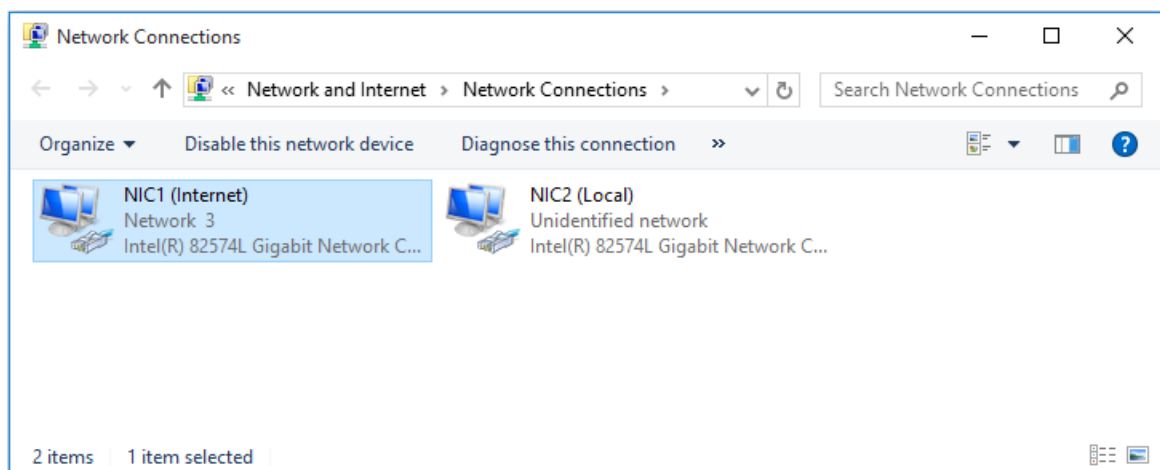 Network Connections
« Network and Internet › Network Connections ›
Search Network Connections
Organize
Disable this network device
Diagnose this connection
»
?
NIC1 (Internet)
Network 3
Intel(R) 82574L Gigabit Network C...
NIC2 (Local)
Unidentified network
Intel(R) 82574L Gigabit Network C...
2 items
1 item selected